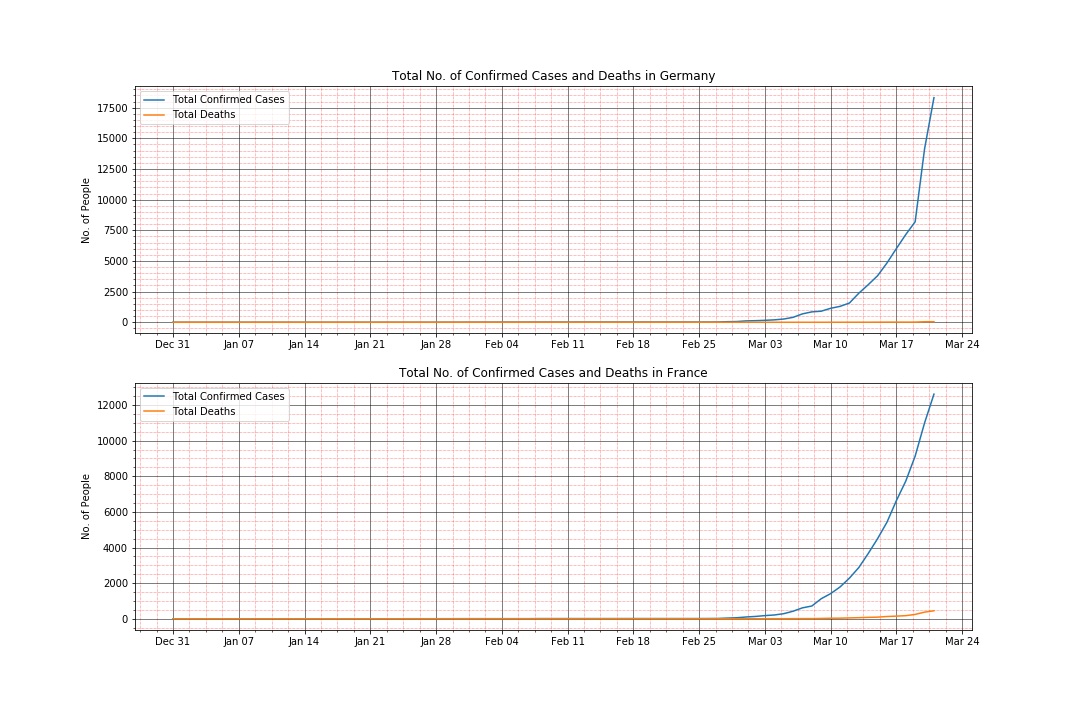 Total No. of Confirmed Cases and Deaths in Germany
Total Confirmed Cases
Total Deaths
No. of People
17500
15000
12500
10000
7500
5000
2500
0
Dec 31 Jan 07 Jan 14 Jan 21 Jan 28 Feb 04 Feb 11 Feb 18 Feb 25 Mar 03 Mar 10 Mar 17 Mar 24
Total No. of Confirmed Cases and Deaths in France
Total Confirmed Cases
Total Deaths
No. of People
12000
10000
8000
6000
4000
2000
0
Dec 31 Jan 07 Jan 14 Jan 21 Jan 28 Feb 04 Feb 11 Feb 18 Feb 25 Mar 03 Mar 10 Mar 17 Mar 24